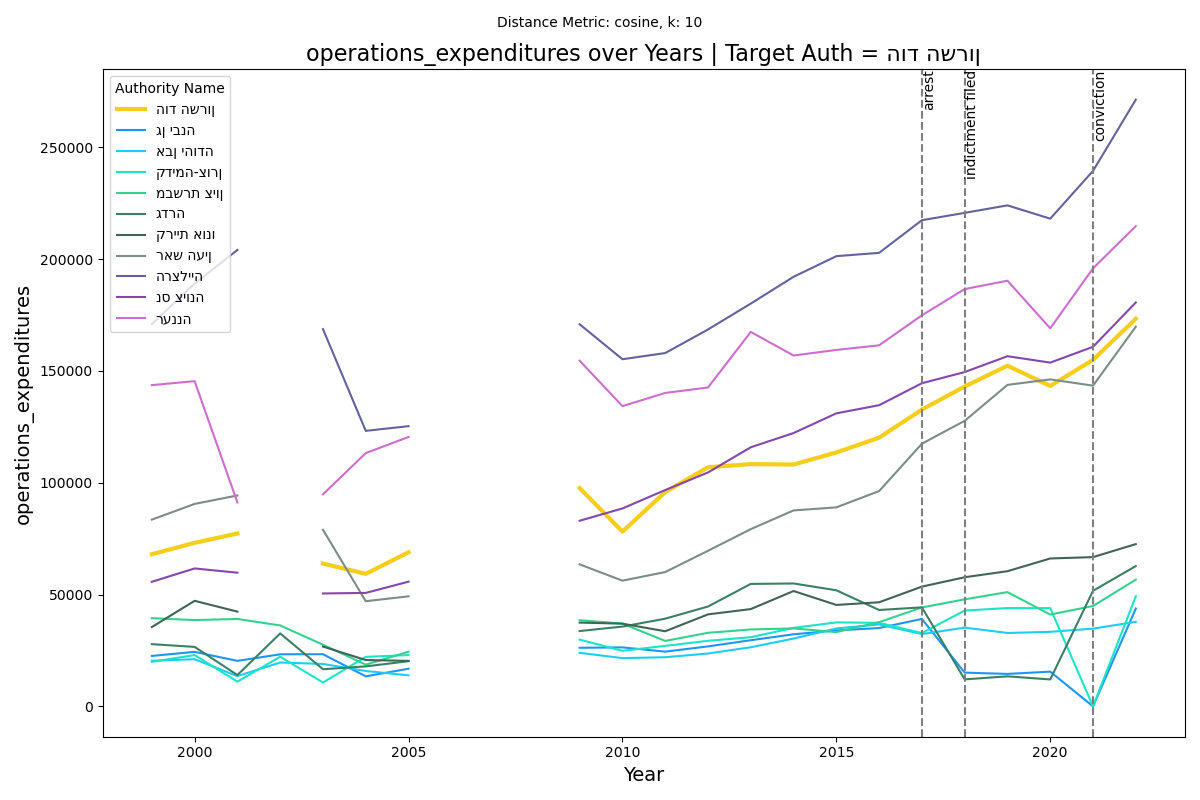 Distance Metric: cosine, k: 10
operations_expenditures over Years | Target Auth = הוד השרון
Authority Name
הוד השרון
גן יבנה
אבן יהודה
קדימה-צורן
מבשרת ציון
גדרה
קריית אונו
ראש העין
הרצלייה
נס ציונה
רעננה
arrest
indictment filed
conviction
operations_expenditures
250000
200000
150000
100000
50000
0
2000
2005
2010
2015
2020
Year